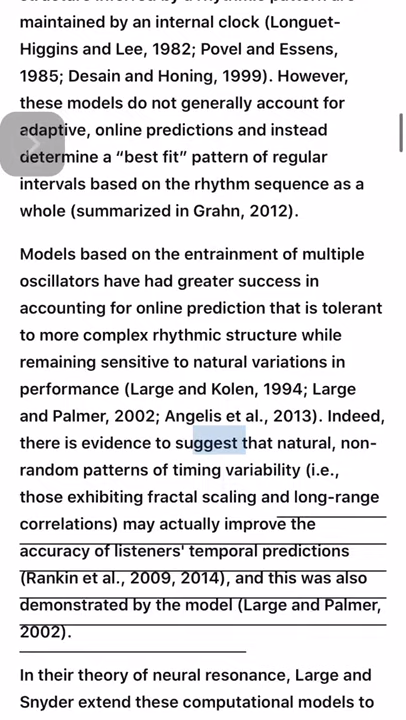 maintained by an internal clock (Longuet-
Higgins and Lee, 1982; Povel and Essens,
1985; Desain and Honing, 1999). However,
these models do not generally account for
adaptive, online predictions and instead
determine a “best fit” pattern of regular
intervals based on the rhythm sequence as a
whole (summarized in Grahn, 2012).
Models based on the entrainment of multiple
oscillators have had greater success in
accounting for online prediction that is tolerant
to more complex rhythmic structure while
remaining sensitive to natural variations in
performance (Large and Kolen, 1994; Large
and Palmer, 2002; Angelis et al., 2013). Indeed,
there is evidence to suggest that natural, non-
random patterns of timing variability (i.e.,
those exhibiting fractal scaling and long-range
correlations) may actually improve the
accuracy of listeners' temporal predictions
(Rankin et al., 2009, 2014), and this was also
demonstrated by the model (Large and Palmer,
2002).
In their theory of neural resonance, Large and
Snyder extend these computational models to